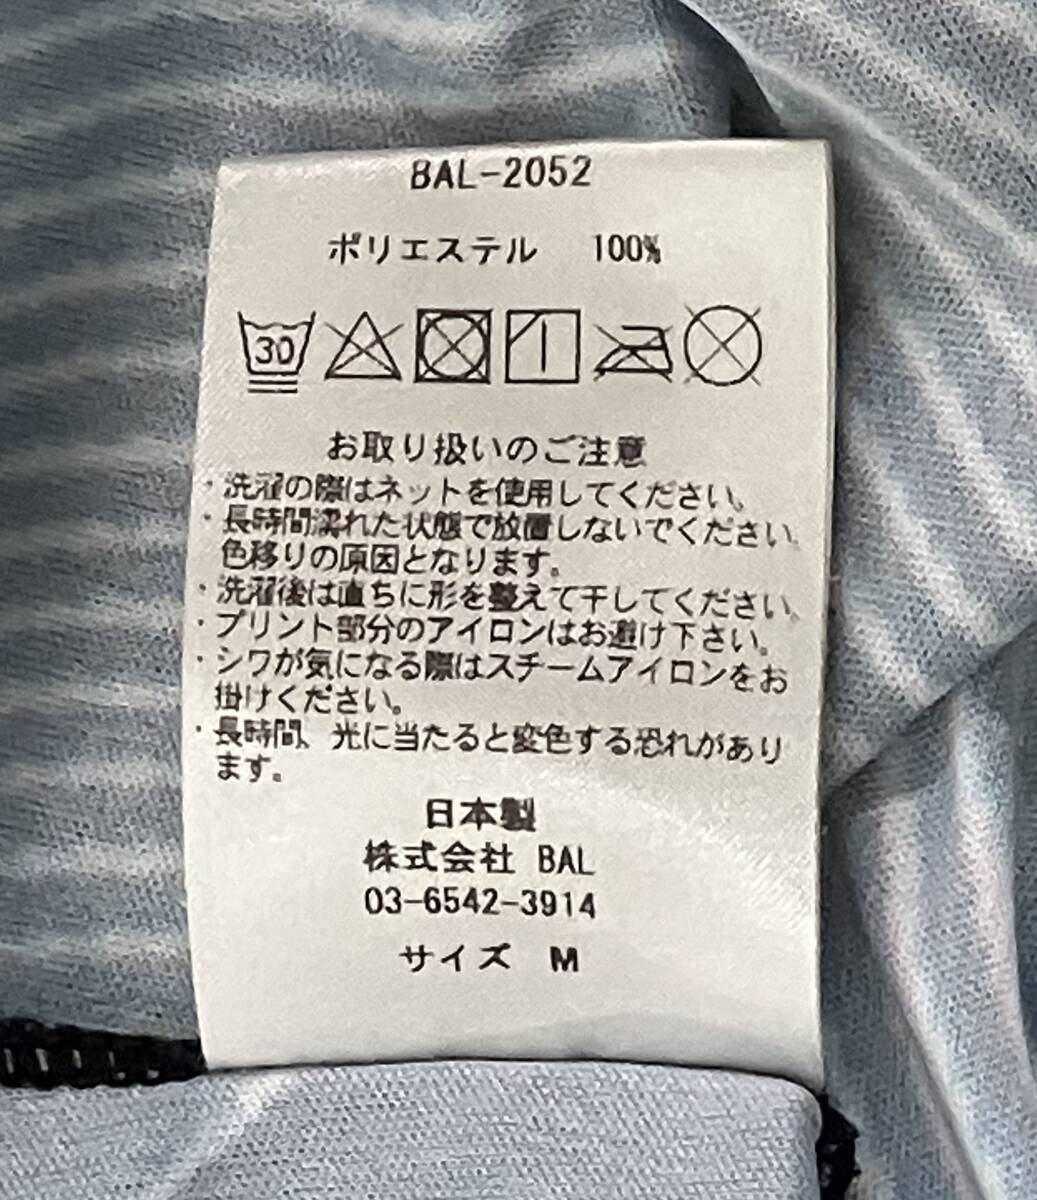 BAL-2052
ポリエステル 100%
30
お取り扱いのご注意
・洗濯の際はネットを使用してください。
・長時間濡れた状態で放置しないでください。
色移りの原因となります。
・洗濯後は直ちに形を整えて干してください。
・プリント部分のアイロンはお避け下さい。
・シワが気になる際はスチームアイロンをお
掛けください。
・長時間、光に当たると変色する恐れがあり
ます。
日本製
株式会社 BAL
03-6542-3914
サイズ M